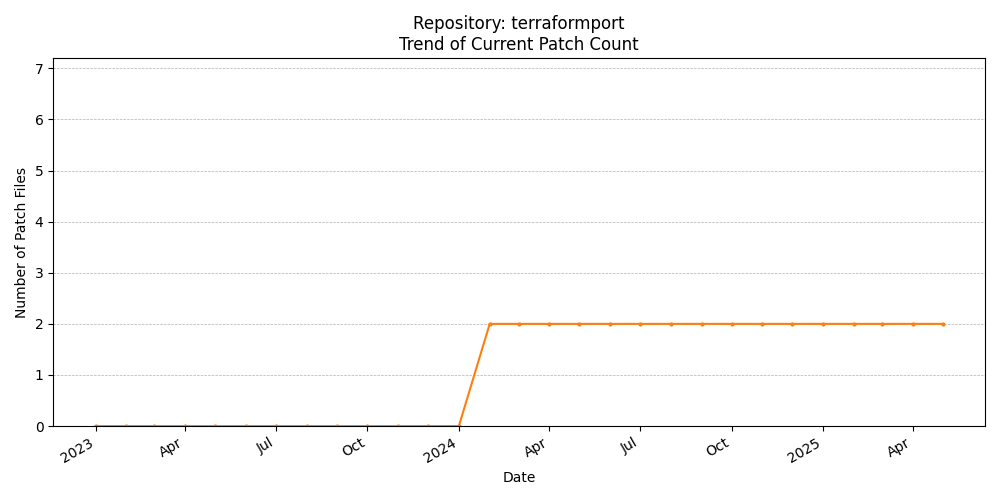 Repository: terraformport
Trend of Current Patch Count
7
6
5
4
3
2
1
0
Number of Patch Files
2023
Apr
Jul
Oct
2024
Apr
Jul
Oct
2025
Apr
Date